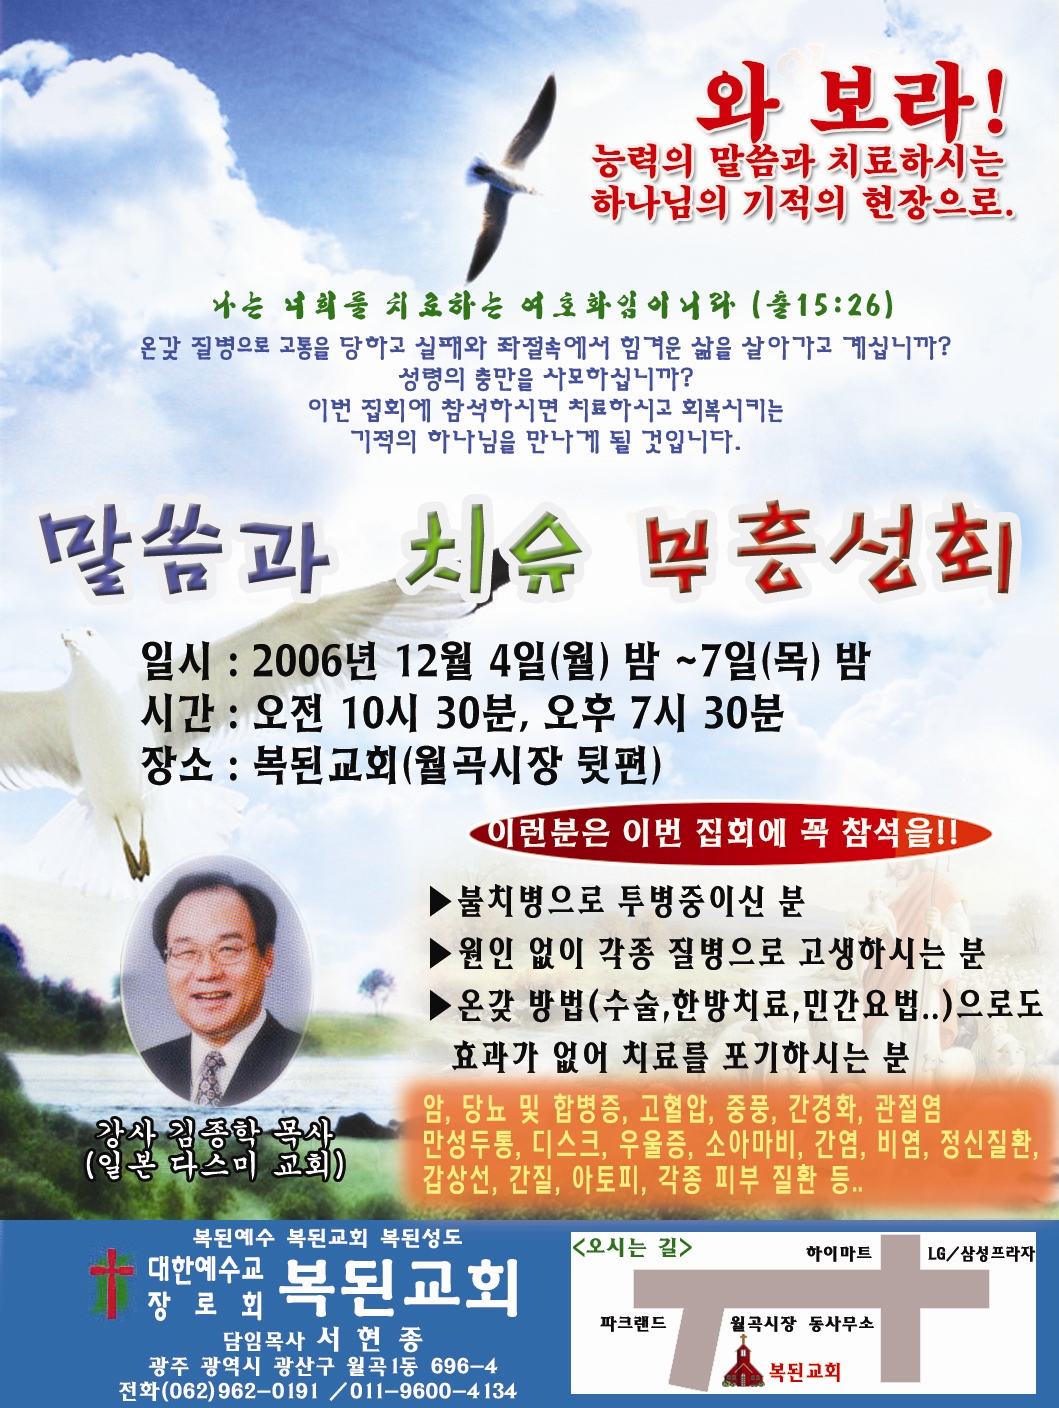 와 보라!
능력의 말씀과 치료하시는
하나님의 기적의 현장으로.
나는 너희를 치료하는 여호와임이니라 (출15:26)
온갖 질병으로 고통을 당하고 실패와 좌절속에서 힘겨운 삶을 살아가고 계십니까?
성령의 충만을 사모하십니까?
이번 집회에 참석하시면 치료하시고 회복시키는
기적의 하나님을 만나게 될 것입니다.
말씀과 치유 부흥성회
일시 : 2006년 12월 4일(월) 밤 ~7일(목) 밤
시간 : 오전 10시 30분, 오후 7시 30분
장소 : 복된교회(월곡시장 뒷편)
이런분은 이번 집회에 꼭 참석을!!
▶불치병으로 투병중이신 분
▶원인 없이 각종 질병으로 고생하시는 분
▶온갖 방법(수술,한방치료,민간요법..)으로도
효과가 없어 치료를 포기하시는 분
암, 당뇨 및 합병증, 고혈압, 중풍, 간경화, 관절염
만성두통, 디스크, 우울증, 소아마비, 간염, 비염, 정신질환,
갑상선, 간질, 아토피, 각종 피부 질환 등..
강사 김종학 목사
(일본 다스미 교회)
복된예수 복된교회 복된성도
대한예수교
장로회
복된교회
담임목사 서현종
광주 광역시 광산구 월곡1동 696-4
전화(062)962-0191 /011-9600-4134
<오시는 길>
하이마트
LG/삼성프라자
파크랜드
월곡시장 동사무소
복된교회